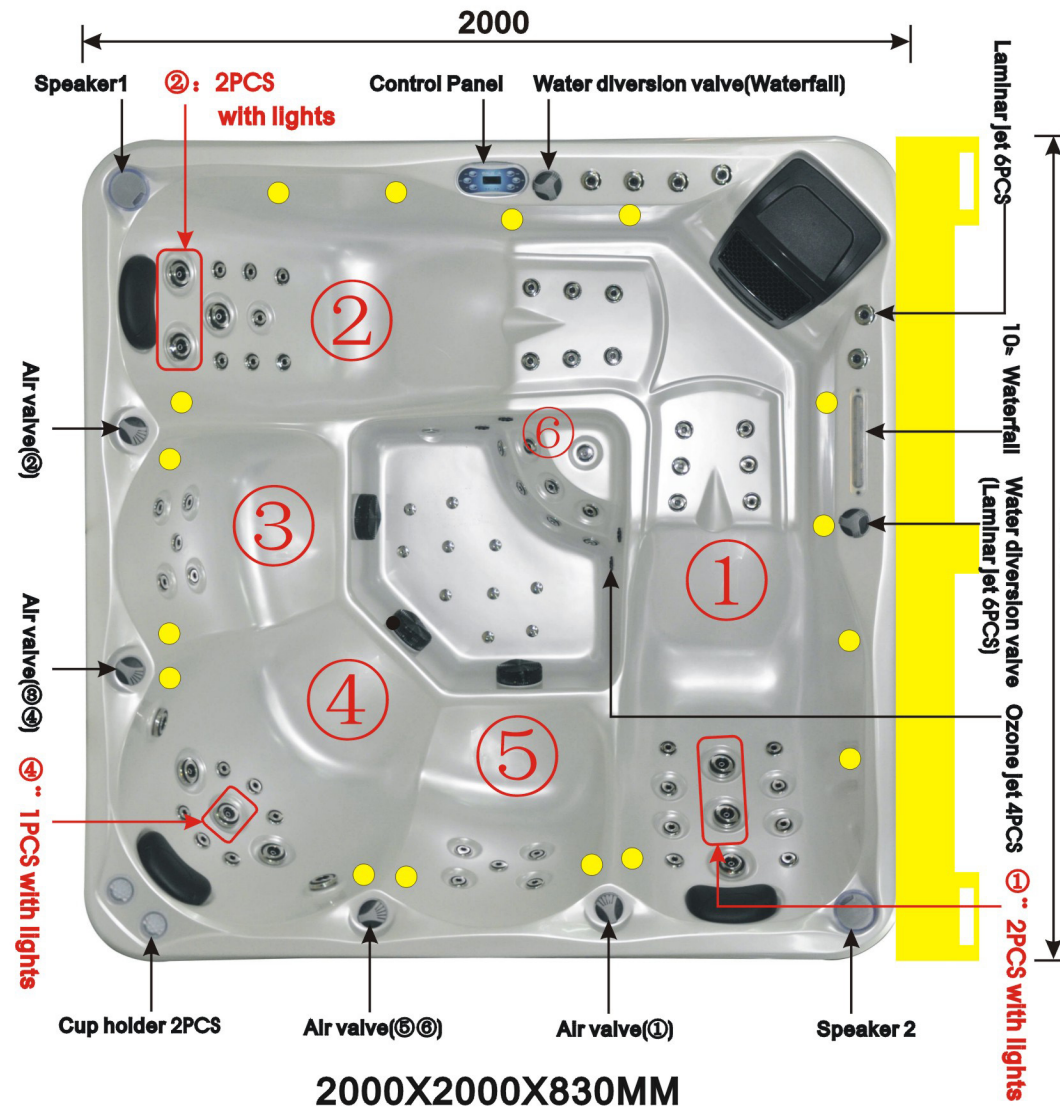 2000
Speaker1
②：2PCS
with lights
Control Panel
Water diversion valve(Waterfall)
Laminar jet 6PCS
②
⑥
③
①
④
⑤
Air valve(②)
Air valve(③④)
④：1PCS with lights
10" Waterfall
Water diversion valve
(Laminar jet 6PCS)
Ozone jet 4PCS
①：2PCS with lights
Cup holder 2PCS
Air valve(⑤⑥)
Air valve(①)
Speaker 2
2000X2000X830MM